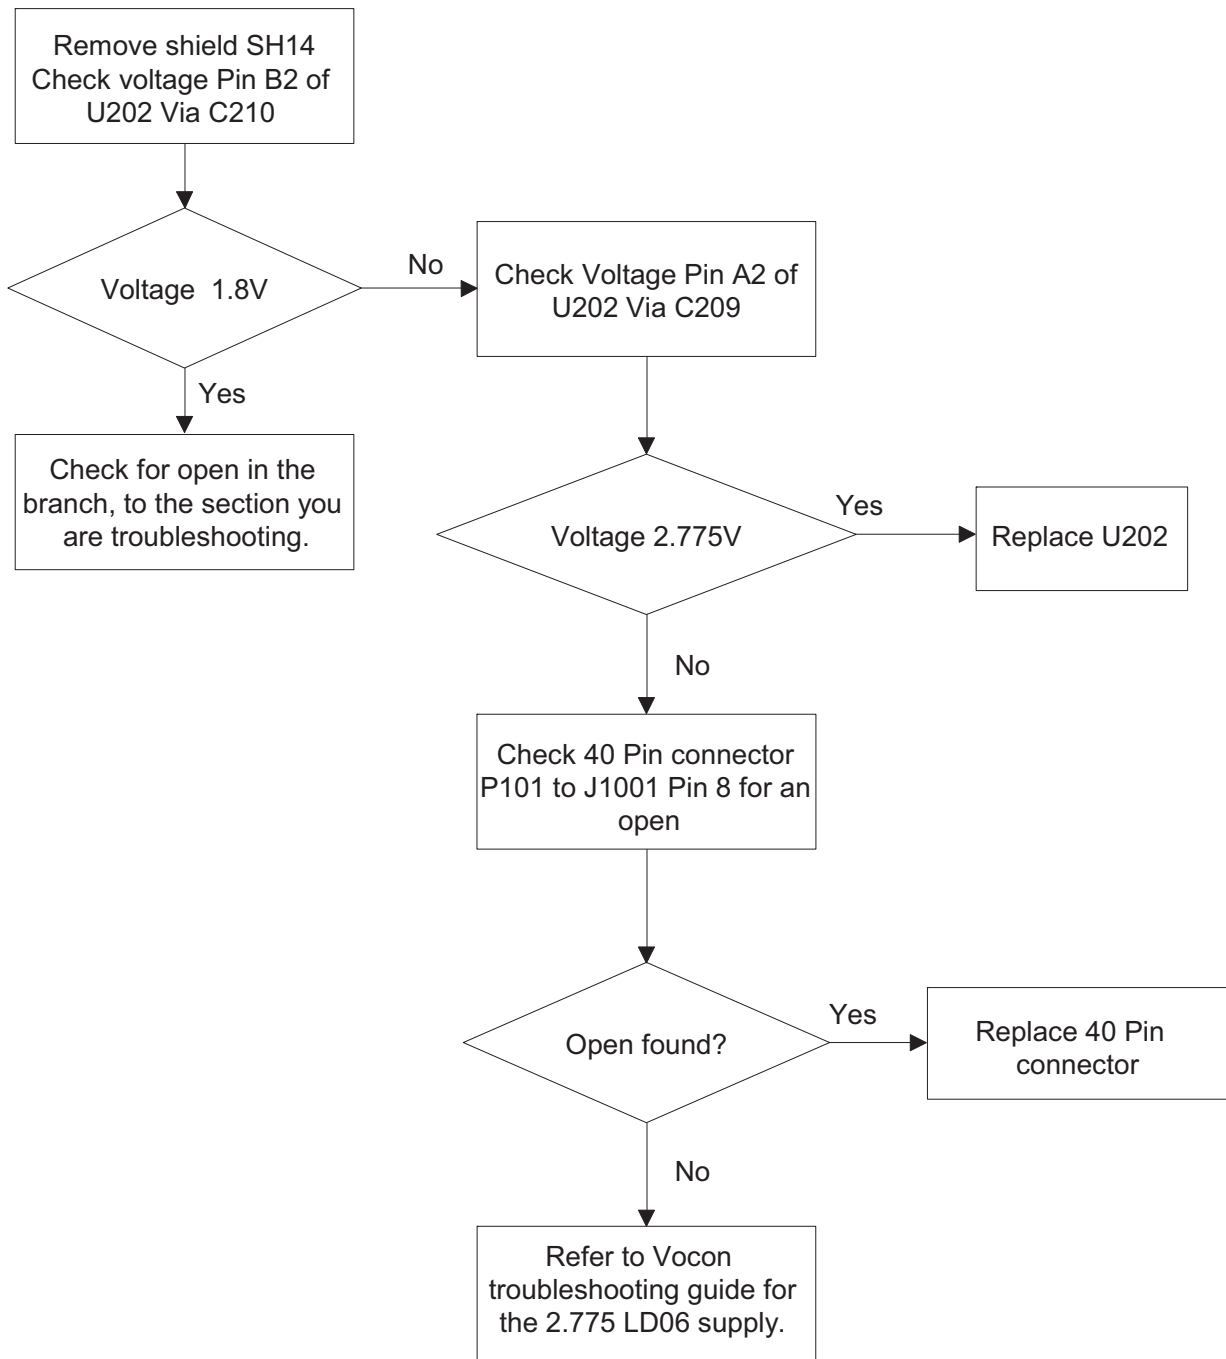 Remove shield SH14
Check voltage Pin B2 of
U202 Via C210
Voltage  1.8V
No
Check Voltage Pin A2 of
U202 Via C209
Yes
Check for open in the
branch, to the section you
are troubleshooting.
Voltage 2.775V
Yes
Replace U202
No
Check 40 Pin connector
P101 to J1001 Pin 8 for an
open
Open found?
Yes
Replace 40 Pin
connector
No
Refer to Vocon
troubleshooting guide for
the 2.775 LD06 supply.